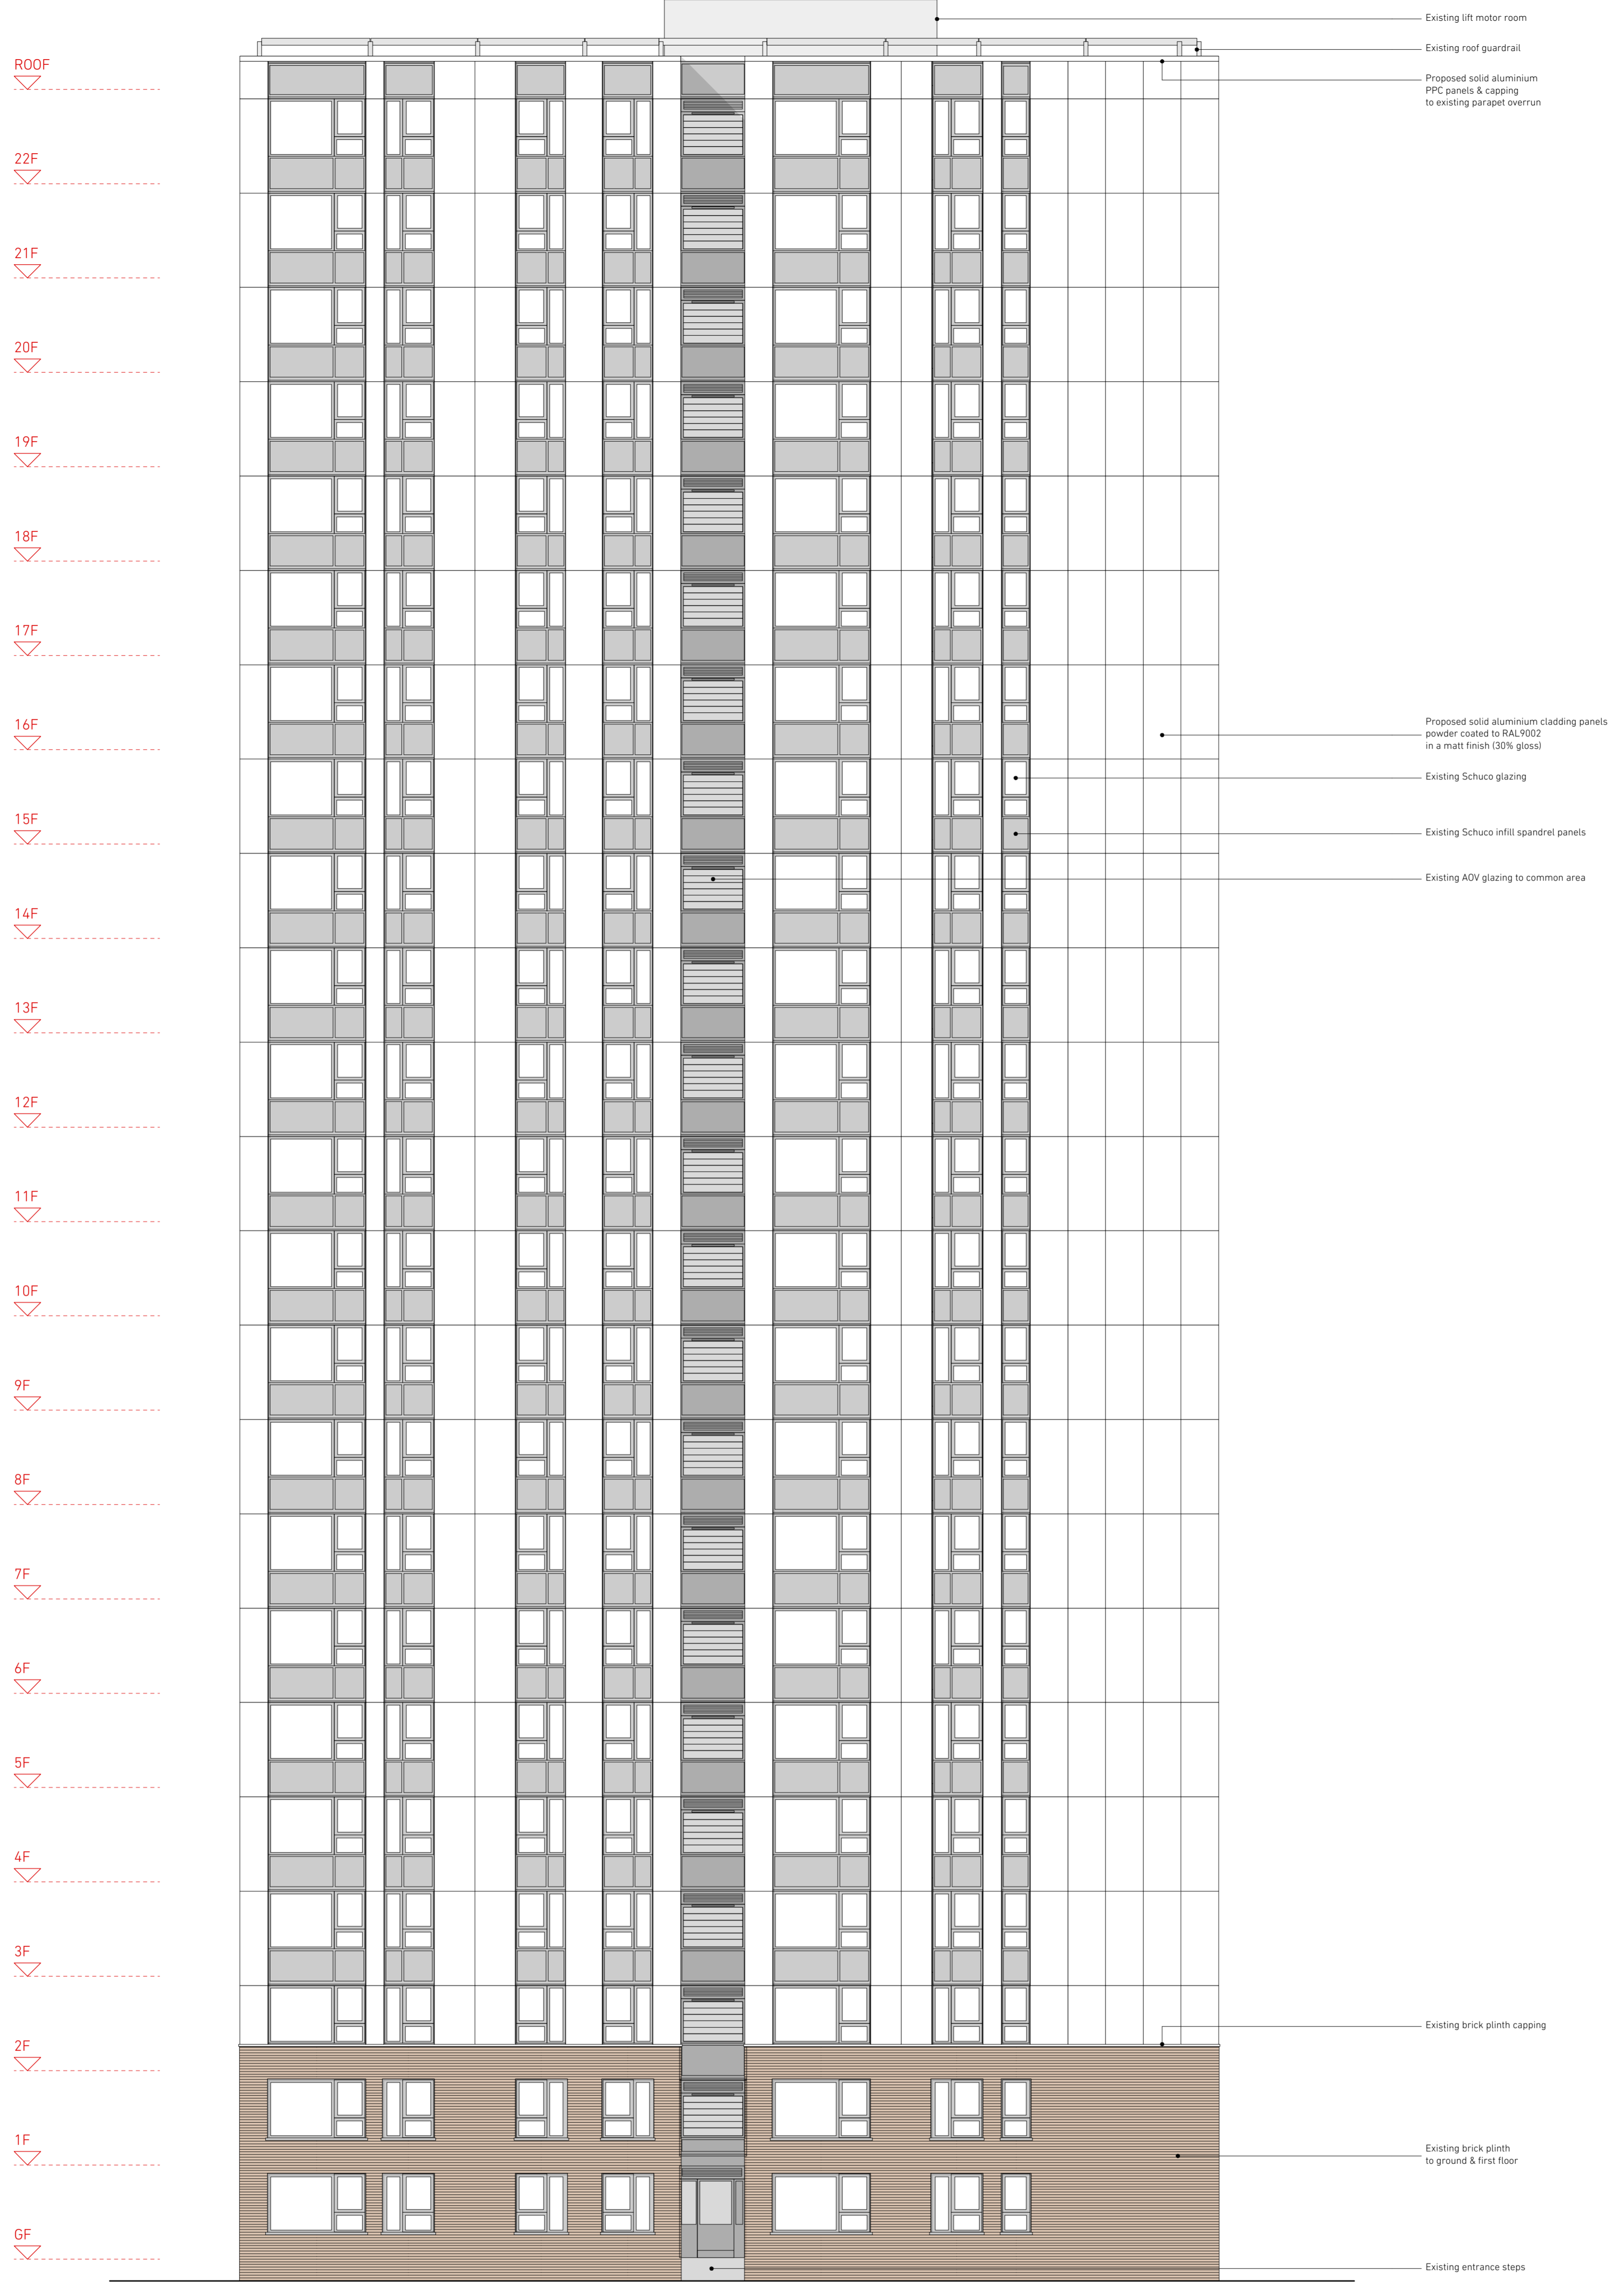 Existing lift motor room
Existing roof guardrail
ROOF
Proposed solid aluminium
PPC panels & capping
to existing parapet overrun
22F
21F
20F
19F
18F
17F
16F
Proposed solid aluminium cladding panels
powder coated to RAL9002
in a matt finish (30% gloss)
Existing Schuco glazing
15F
Existing Schuco infill spandrel panels
Existing AOV glazing to common area
14F
13F
12F
11F
10F
9F
8F
7F
6F
5F
4F
3F
Existing brick plinth capping
2F
1F
Existing brick plinth
to ground & first floor
GF
Existing entrance steps